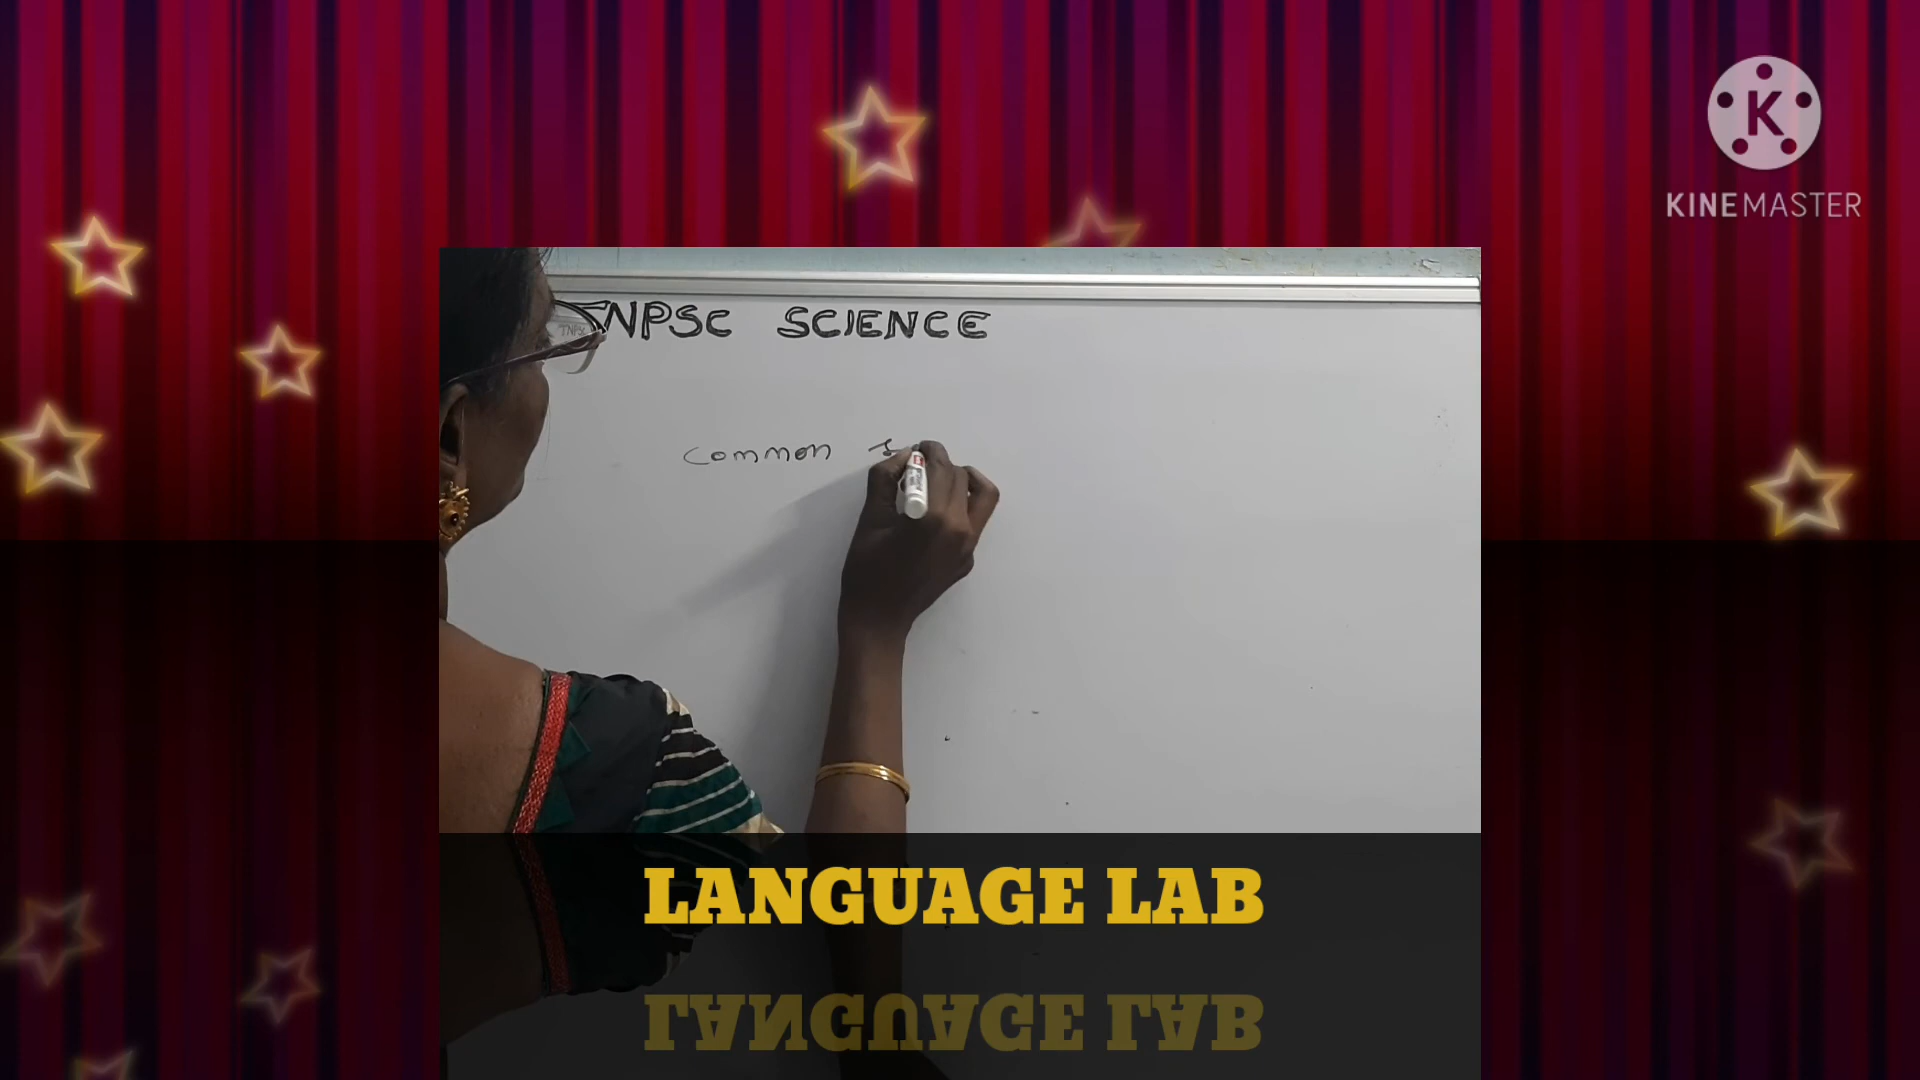 K
KINEMASTER
TNPSC SCIENCE
common
LANGUAGE LAB